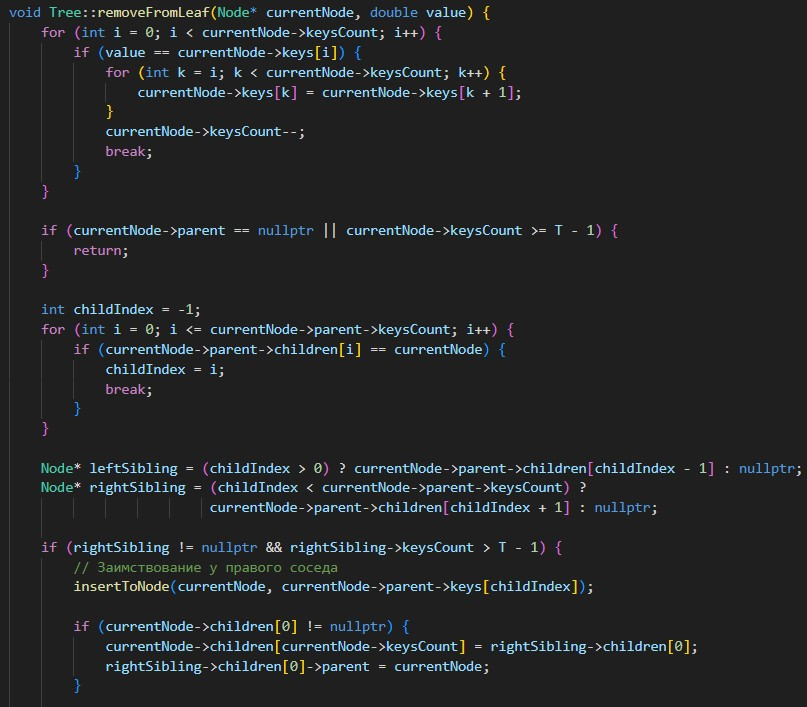 void Tree::removeFromLeaf(Node* currentNode, double value) {
    for (int i = 0; i < currentNode->keysCount; i++) {
        if (value == currentNode->keys[i]) {
            for (int k = i; k < currentNode->keysCount; k++) {
                currentNode->keys[k] = currentNode->keys[k + 1];
            }
            currentNode->keysCount--;
            break;
        }
    }

    if (currentNode->parent == nullptr || currentNode->keysCount >= T - 1) {
        return;
    }

    int childIndex = -1;
    for (int i = 0; i <= currentNode->parent->keysCount; i++) {
        if (currentNode->parent->children[i] == currentNode) {
            childIndex = i;
            break;
        }
    }

    Node* leftSibling = (childIndex > 0) ? currentNode->parent->children[childIndex - 1] : nullptr;
    Node* rightSibling = (childIndex < currentNode->parent->keysCount) ?
                         currentNode->parent->children[childIndex + 1] : nullptr;

    if (rightSibling != nullptr && rightSibling->keysCount > T - 1) {
        // Заимствование у правого соседа
        insertToNode(currentNode, currentNode->parent->keys[childIndex]);

        if (currentNode->children[0] != nullptr) {
            currentNode->children[currentNode->keysCount] = rightSibling->children[0];
            rightSibling->children[0]->parent = currentNode;
        }